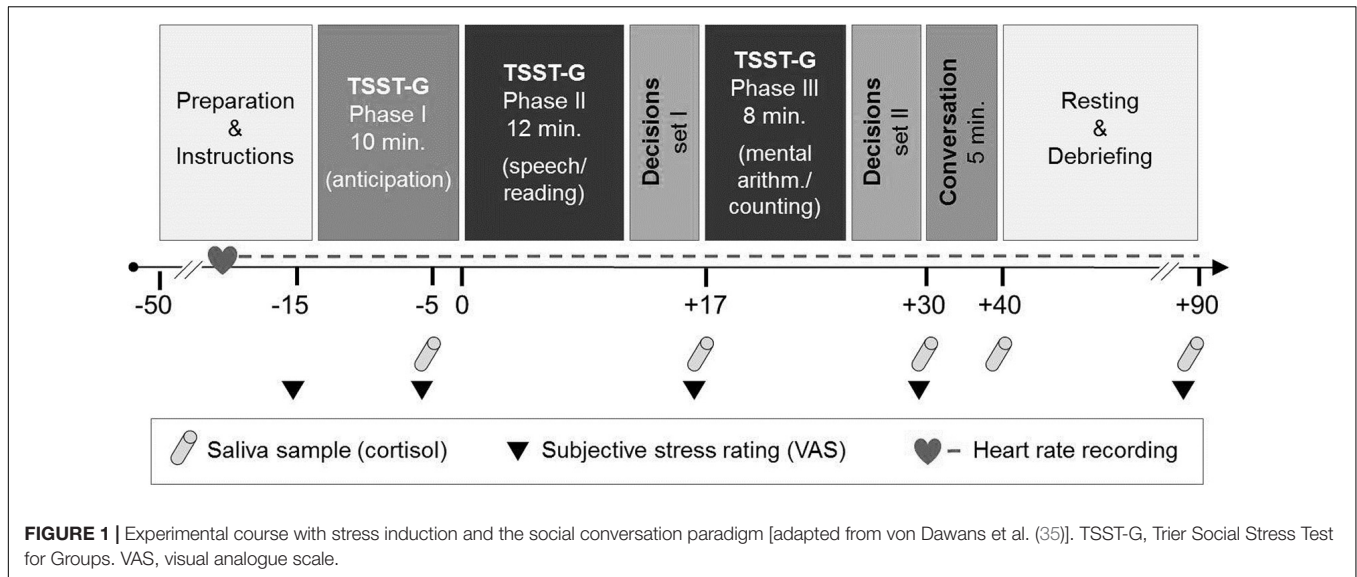 Preparation
&
Instructions
TSST-G
Phase I
10 min.
(anticipation)
TSST-G
Phase II
12 min.
(speech/
reading)
Decisions
set I
TSST-G
Phase III
8 min.
(mental
arithm./
counting)
Decisions
set II
Conversation
5 min.
Resting
&
Debriefing
-50 -15 -5 0 +17 +30 +40 +90
Saliva sample (cortisol) Subjective stress rating (VAS) Heart rate recording
FIGURE 1 | Experimental course with stress induction and the social conversation paradigm [adapted from von Dawans et al. (35)]. TSST-G, Trier Social Stress Test
for Groups. VAS, visual analogue scale.